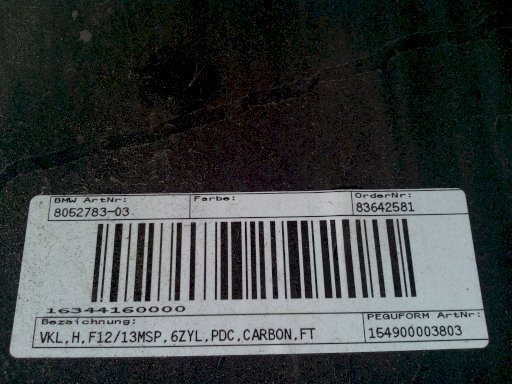 BMW ArtNr: Farbe: OrderNr:
8052783-03 83642581
16344160000
Bezeichnung: PEGUFORM ArtNr:
VKL,H,F12/13MSP,6ZYL,PDC,CARBON,FT 154900003803